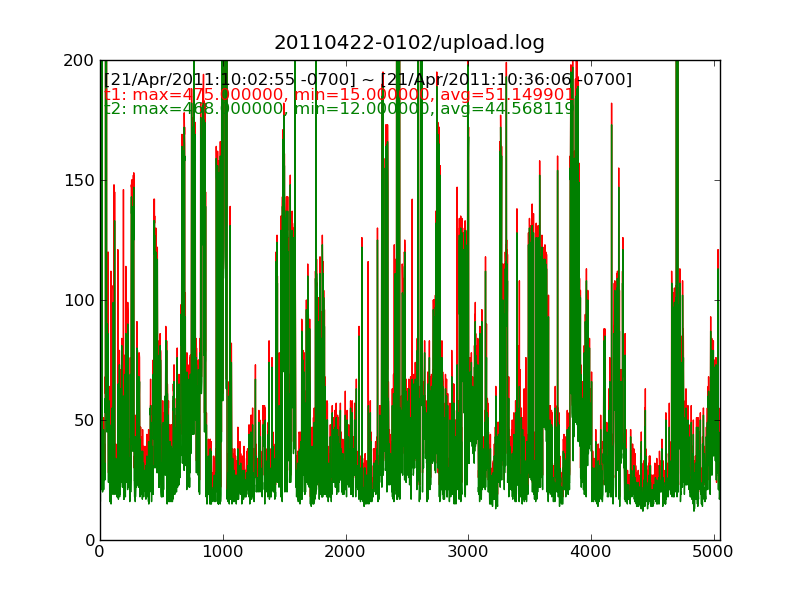 20110422-0102/upload.log
[21/Apr/2011:10:02:55 -0700] ~ [21/Apr/2011:10:36:06 -0700]
t1: max=475.000000, min=15.000000, avg=51.149901
t2: max=468.000000, min=12.000000, avg=44.568119
200
150
100
50
0
0 1000 2000 3000 4000 5000